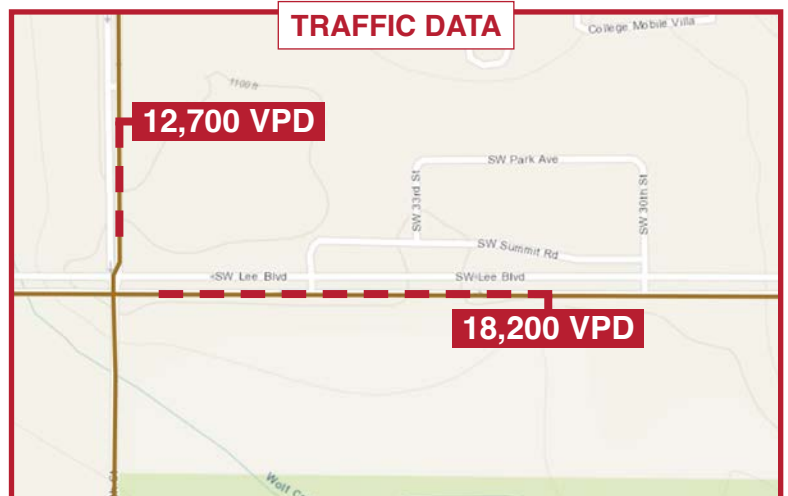 TRAFFIC DATA
College Mobile Villa
1100 ft
12,700 VPD
SW Park Ave
SW 33rd St
SW 30th St
SW Summit Rd
SW Lee Blvd
SW Lee Blvd
18,200 VPD
Wolf